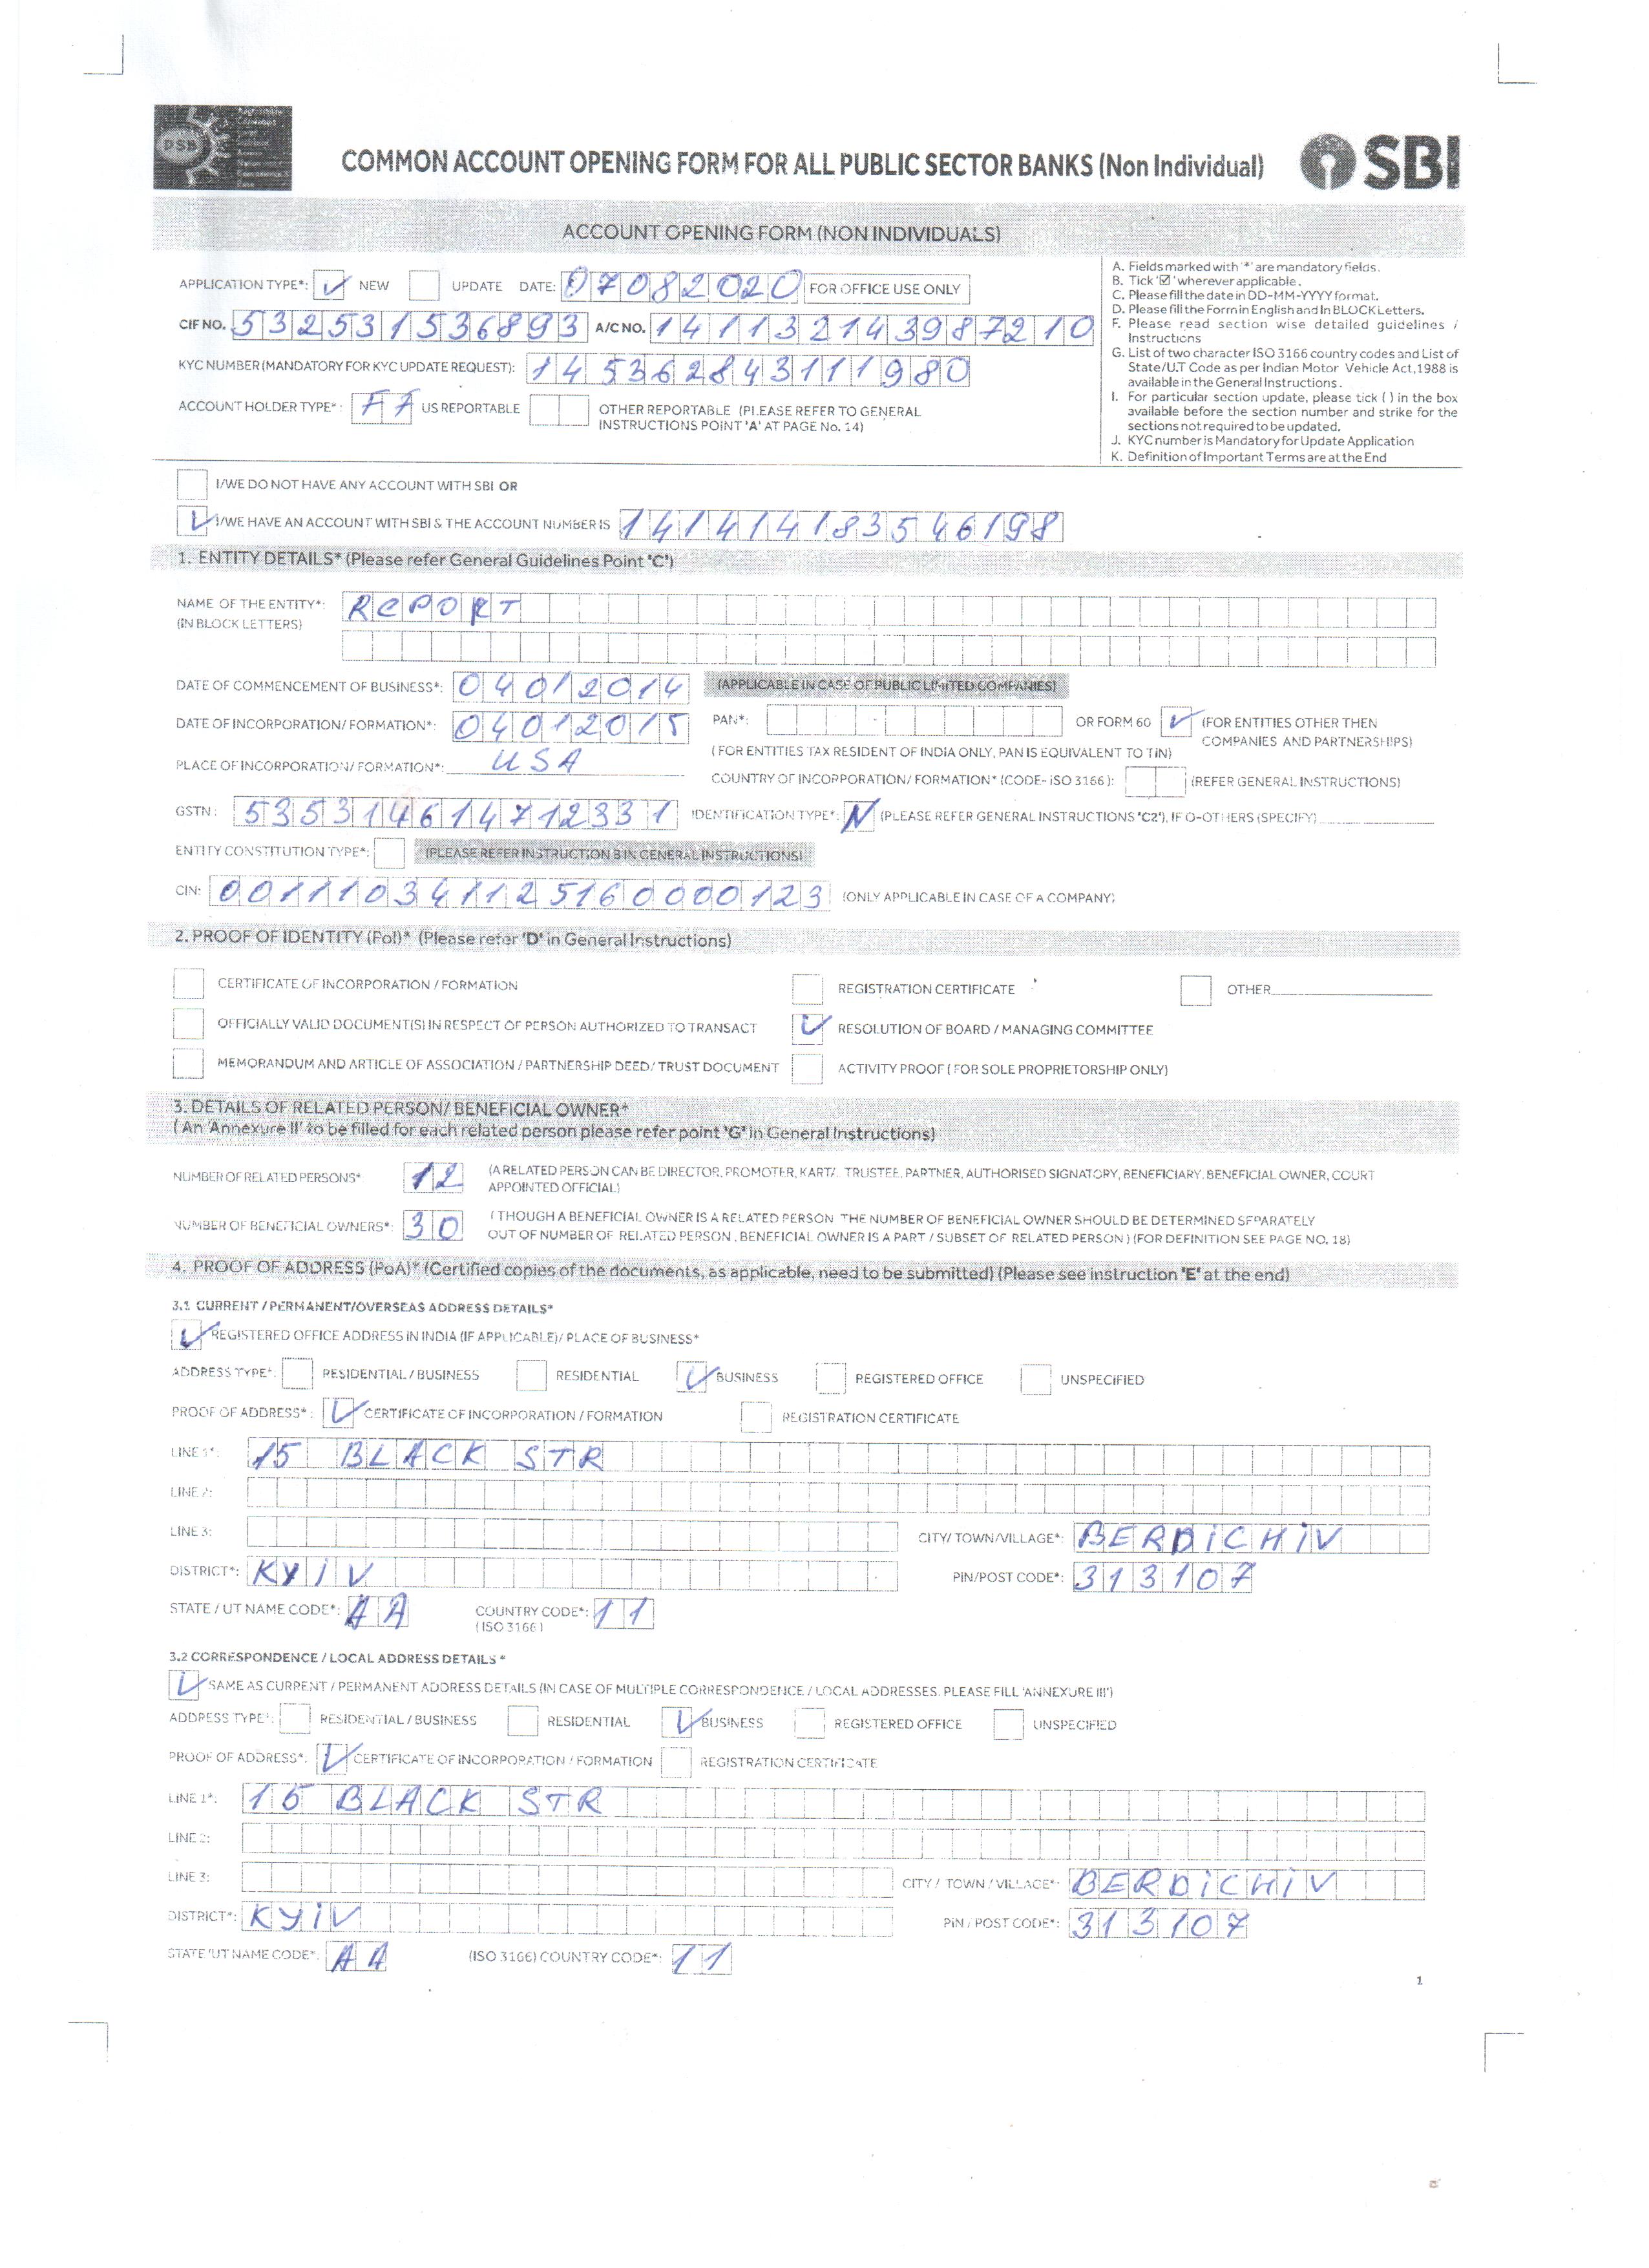 PSB
COMMON ACCOUNT OPENING FORM FOR ALL PUBLIC SECTOR BANKS (Non Individual)
SBI
ACCOUNT OPENING FORM (NON INDIVIDUALS)
APPLICATION TYPE*: ✓ NEW UPDATE DATE: 07082020 FOR OFFICE USE ONLY
CIF NO. 532531536893 A/C NO. 141132143987210
KYC NUMBER (MANDATORY FOR KYC UPDATE REQUEST): 145362843111980
ACCOUNT HOLDER TYPE*: FA US REPORTABLE OTHER REPORTABLE (PLEASE REFER TO GENERAL
INSTRUCTIONS POINT 'A' AT PAGE No. 14)
A. Fields marked with '*' are mandatory fields.
B. Tick '☑' wherever applicable.
C. Please fill the date in DD-MM-YYYY format.
D. Please fill the Form in English and In BLOCK Letters.
F. Please read section wise detailed guidelines /
Instructions
G. List of two character ISO 3166 country codes and List of
State/U.T Code as per Indian Motor Vehicle Act,1988 is
available in the General Instructions.
I. For particular section update, please tick ( ) in the box
available before the section number and strike for the
sections not required to be updated.
J. KYC number is Mandatory for Update Application
K. Definition of Important Terms are at the End
I/WE DO NOT HAVE ANY ACCOUNT WITH SBI OR
✓ I/WE HAVE AN ACCOUNT WITH SBI & THE ACCOUNT NUMBER IS 141414183546198
1. ENTITY DETAILS* (Please refer General Guidelines Point 'C')
NAME OF THE ENTITY*: REPORT
(IN BLOCK LETTERS)
DATE OF COMMENCEMENT OF BUSINESS*: 04012014 (APPLICABLE IN CASE OF PUBLIC LIMITED COMPANIES)
DATE OF INCORPORATION/ FORMATION*: 04012015 PAN*: OR FORM 60 ✓ (FOR ENTITIES OTHER THEN
COMPANIES AND PARTNERSHIPS)
(FOR ENTITIES TAX RESIDENT OF INDIA ONLY, PAN IS EQUIVALENT TO TIN)
PLACE OF INCORPORATION/ FORMATION*: USA
COUNTRY OF INCORPORATION/ FORMATION* (CODE- ISO 3166): (REFER GENERAL INSTRUCTIONS)
GSTN: 535314614712331 IDENTIFICATION TYPE*: N (PLEASE REFER GENERAL INSTRUCTIONS 'C2'), IF O-OTHERS (SPECIFY)
ENTITY CONSTITUTION TYPE*: (PLEASE REFER INSTRUCTION B IN GENERAL INSTRUCTIONS)
CIN: 001110341125160000123 (ONLY APPLICABLE IN CASE OF A COMPANY)
2. PROOF OF IDENTITY (PoI)* (Please refer 'D' in General Instructions)
CERTIFICATE OF INCORPORATION / FORMATION REGISTRATION CERTIFICATE OTHER
OFFICIALLY VALID DOCUMENT(S) IN RESPECT OF PERSON AUTHORIZED TO TRANSACT ✓ RESOLUTION OF BOARD / MANAGING COMMITTEE
MEMORANDUM AND ARTICLE OF ASSOCIATION / PARTNERSHIP DEED/ TRUST DOCUMENT ACTIVITY PROOF ( FOR SOLE PROPRIETORSHIP ONLY)
3. DETAILS OF RELATED PERSON/ BENEFICIAL OWNER*
( An 'Annexure II' to be filled for each related person please refer point 'G' in General Instructions)
NUMBER OF RELATED PERSONS* 12 (A RELATED PERSON CAN BE DIRECTOR, PROMOTER, KARTA, TRUSTEE, PARTNER, AUTHORISED SIGNATORY, BENEFICIARY, BENEFICIAL OWNER, COURT
APPOINTED OFFICIAL)
NUMBER OF BENEFICIAL OWNERS*: 30 ( THOUGH A BENEFICIAL OWNER IS A RELATED PERSON THE NUMBER OF BENEFICIAL OWNER SHOULD BE DETERMINED SEPARATELY
OUT OF NUMBER OF RELATED PERSON . BENEFICIAL OWNER IS A PART / SUBSET OF RELATED PERSON ) (FOR DEFINITION SEE PAGE NO. 18)
4. PROOF OF ADDRESS (PoA)* (Certified copies of the documents, as applicable, need to be submitted) (Please see instruction 'E' at the end)
3.1 CURRENT / PERMANENT/OVERSEAS ADDRESS DETAILS*
✓ REGISTERED OFFICE ADDRESS IN INDIA (IF APPLICABLE)/ PLACE OF BUSINESS*
ADDRESS TYPE*: RESIDENTIAL / BUSINESS RESIDENTIAL ✓ BUSINESS REGISTERED OFFICE UNSPECIFIED
PROOF OF ADDRESS*: ✓ CERTIFICATE OF INCORPORATION / FORMATION REGISTRATION CERTIFICATE
LINE 1*: 15 BLACK STR
LINE 2:
LINE 3: CITY/ TOWN/VILLAGE*: BERDICHIV
DISTRICT*: KYIV PIN/POST CODE*: 313107
STATE / UT NAME CODE*: AA COUNTRY CODE*: 11
( ISO 3166 )
3.2 CORRESPONDENCE / LOCAL ADDRESS DETAILS *
✓ SAME AS CURRENT / PERMANENT ADDRESS DETAILS (IN CASE OF MULTIPLE CORRESPONDENCE / LOCAL ADDRESSES. PLEASE FILL 'ANNEXURE III')
ADDRESS TYPE*: RESIDENTIAL / BUSINESS RESIDENTIAL ✓ BUSINESS REGISTERED OFFICE UNSPECIFIED
PROOF OF ADDRESS*: ✓ CERTIFICATE OF INCORPORATION / FORMATION REGISTRATION CERTIFICATE
LINE 1*: 15 BLACK STR
LINE 2:
LINE 3: CITY / TOWN / VILLAGE*: BERDICHIV
DISTRICT*: KYIV PIN / POST CODE*: 313107
STATE / UT NAME CODE*: AA (ISO 3166) COUNTRY CODE*: 11
1